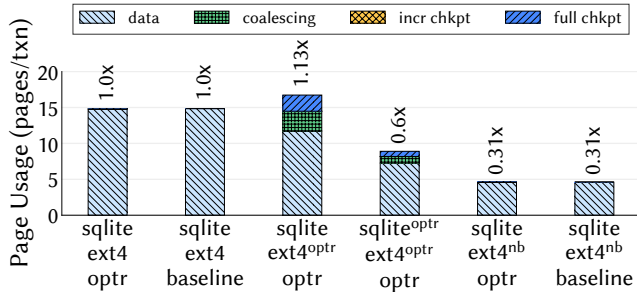 data coalescing incr chkpt full chkpt
Page Usage (pages/txn)
20
15
10
5
0
1.0x
1.0x
1.13x
0.6x
0.31x
0.31x
sqlite sqlite sqlite sqliteᵒᵖᵗʳ sqlite sqlite
ext4 ext4 ext4ᵒᵖᵗʳ ext4ᵒᵖᵗʳ ext4ⁿᵇ ext4ⁿᵇ
optr baseline optr optr optr baseline